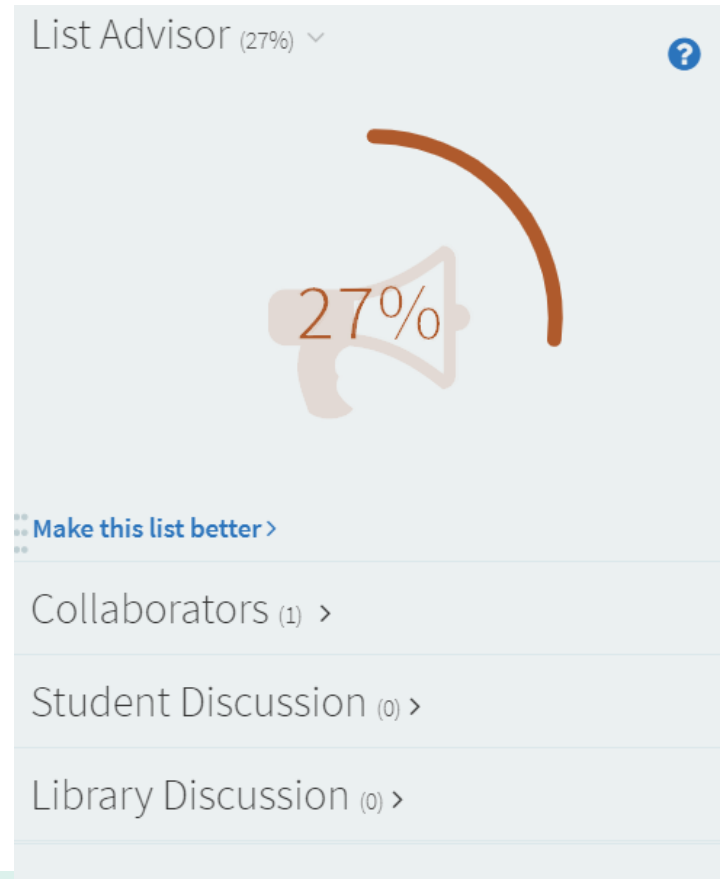 List Advisor (27%)
?
27%
Make this list better
Collaborators (1)
Student Discussion (0)
Library Discussion (0)